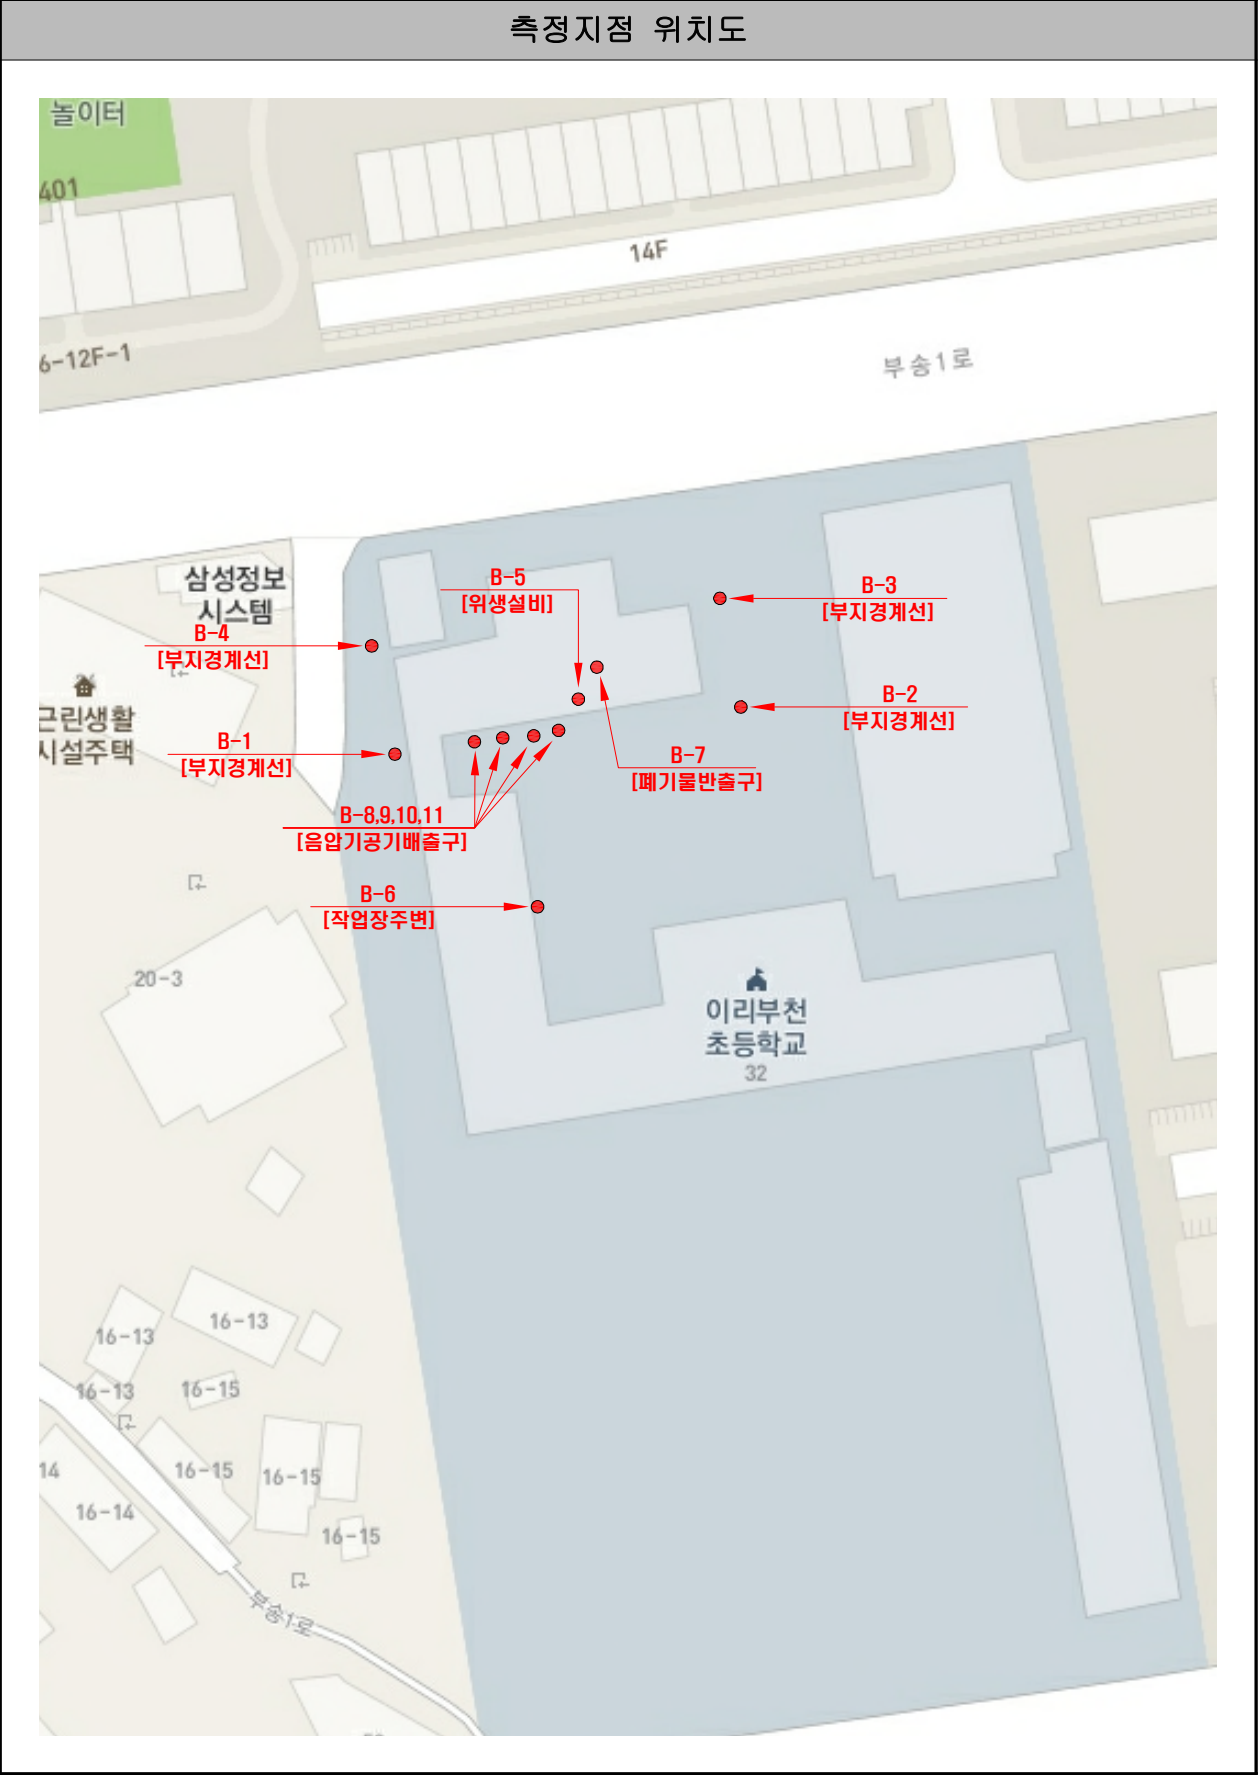 측정지점 위치도
놀이터
401
14F
6-12F-1
부송1로
삼성정보
시스템
B-5
[위생설비]
B-3
[부지경계선]
B-4
[부지경계선]
근린생활
시설주택
B-2
[부지경계선]
B-1
[부지경계선]
B-7
[폐기물반출구]
B-8,9,10,11
[음압기공기배출구]
B-6
[작업장주변]
20-3
이리부천
초등학교
32
16-13
16-13
16-13
16-15
14
16-15
16-15
16-14
16-15
부송1로